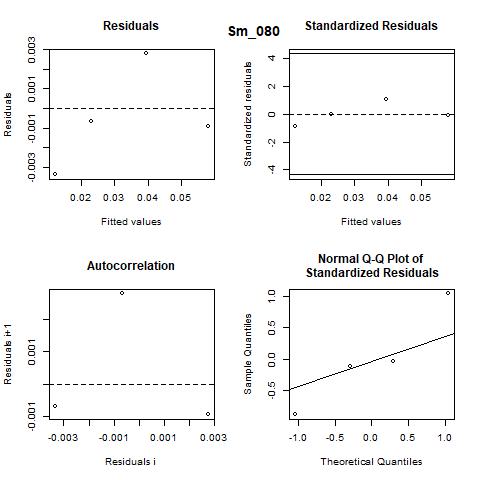 Sm_080
Residuals
Residuals
-0.003
-0.001
0.001
0.003
0.02
0.03
0.04
0.05
Fitted values
Standardized Residuals
Standardized residuals
-4
-2
0
2
4
0.02
0.03
0.04
0.05
Fitted values
Autocorrelation
Residuals i+1
-0.001
0.001
-0.003
-0.001
0.001
0.003
Residuals i
Normal Q-Q Plot of
Standardized Residuals
Sample Quantiles
-0.5
0.0
0.5
1.0
-1.0
-0.5
0.0
0.5
1.0
Theoretical Quantiles